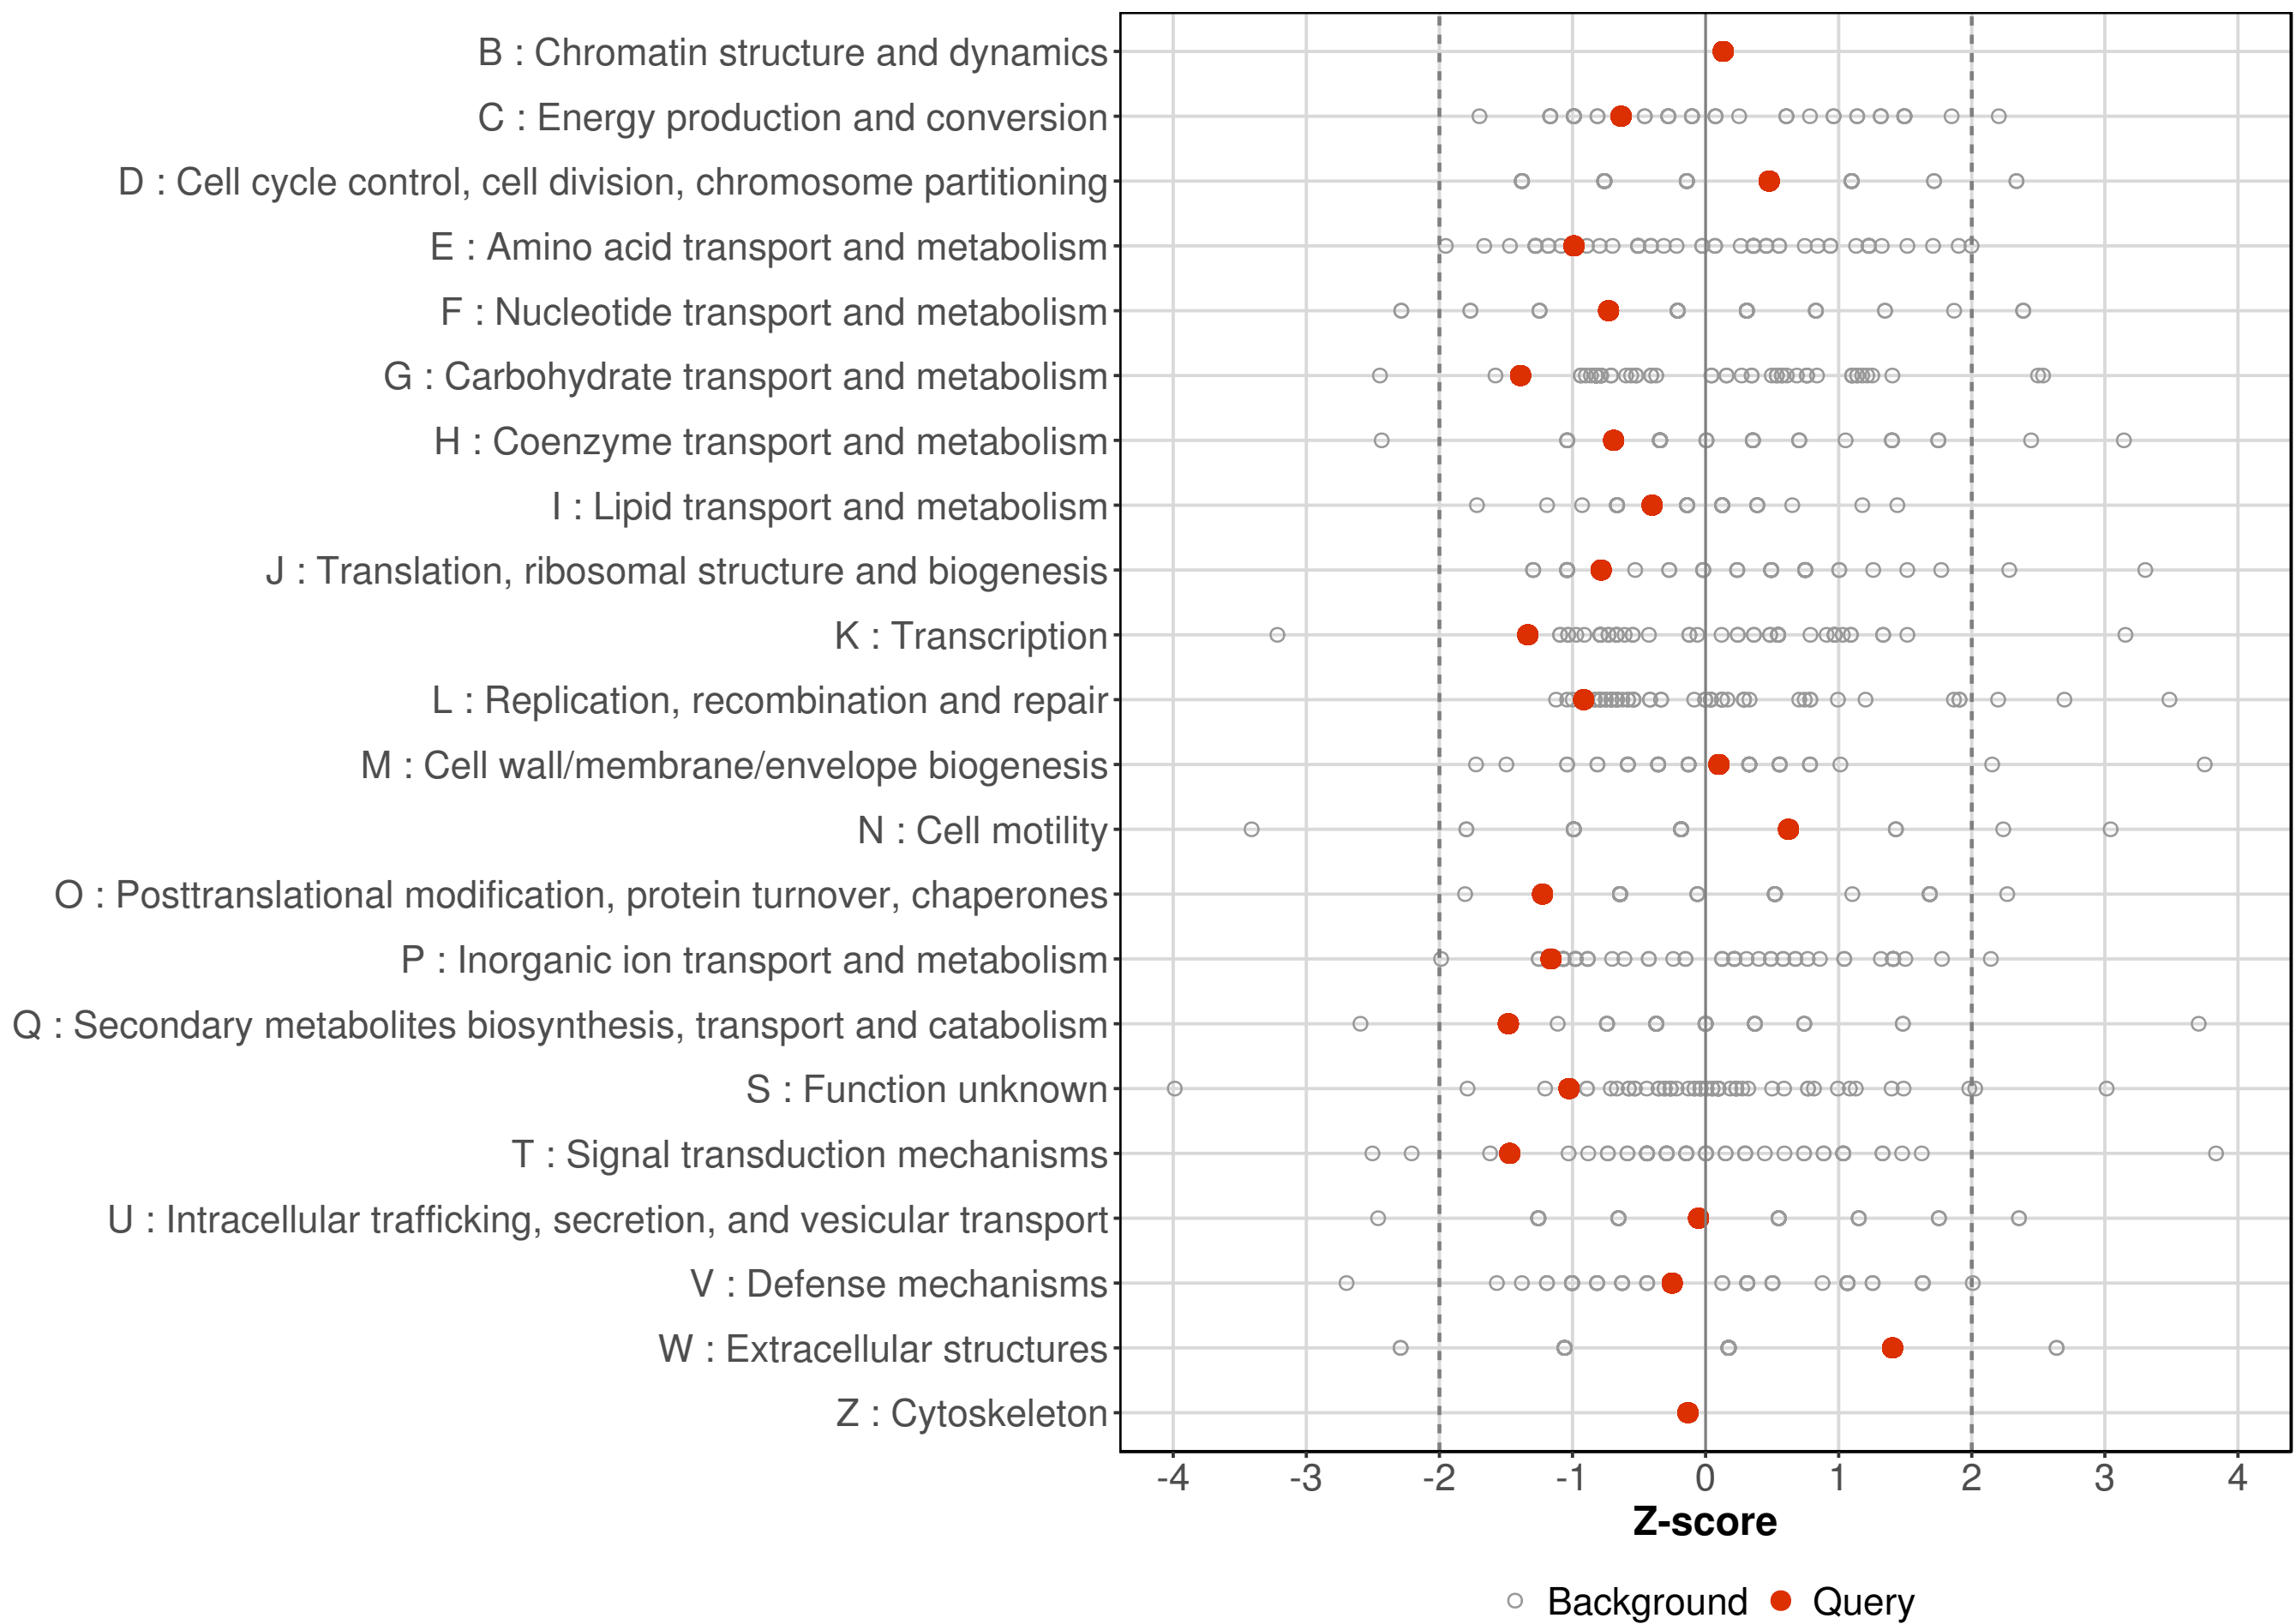 B : Chromatin structure and dynamics
C : Energy production and conversion
D : Cell cycle control, cell division, chromosome partitioning
E : Amino acid transport and metabolism
F : Nucleotide transport and metabolism
G : Carbohydrate transport and metabolism
H : Coenzyme transport and metabolism
I : Lipid transport and metabolism
J : Translation, ribosomal structure and biogenesis
K : Transcription
L : Replication, recombination and repair
M : Cell wall/membrane/envelope biogenesis
N : Cell motility
O : Posttranslational modification, protein turnover, chaperones
P : Inorganic ion transport and metabolism
Q : Secondary metabolites biosynthesis, transport and catabolism
S : Function unknown
T : Signal transduction mechanisms
U : Intracellular trafficking, secretion, and vesicular transport
V : Defense mechanisms
W : Extracellular structures
Z : Cytoskeleton
-4 -3 -2 -1 0 1 2 3 4
Z-score
Background Query